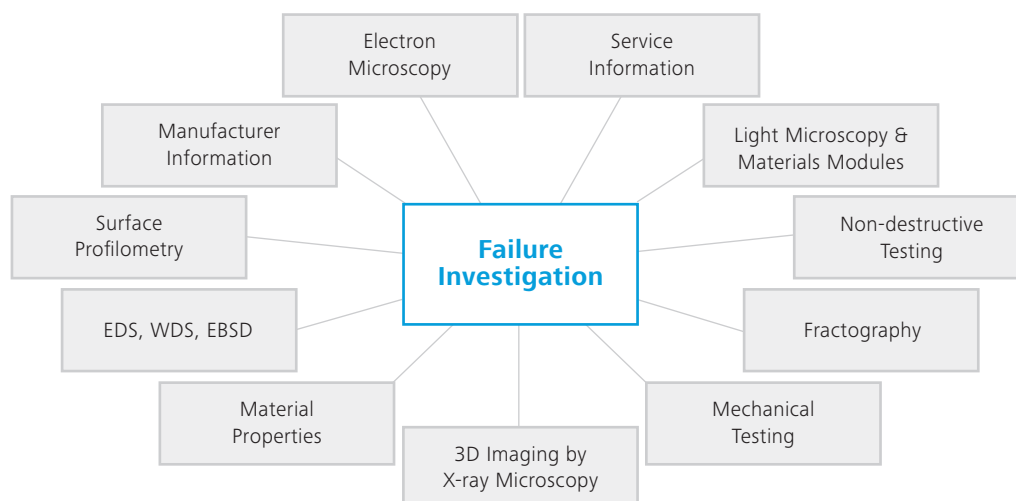 Electron
Microscopy
Service
Information
Manufacturer
Information
Light Microscopy &
Materials Modules
Surface
Profilometry
Non-destructive
Testing
Failure
Investigation
EDS, WDS, EBSD
Fractography
Material
Properties
Mechanical
Testing
3D Imaging by
X-ray Microscopy